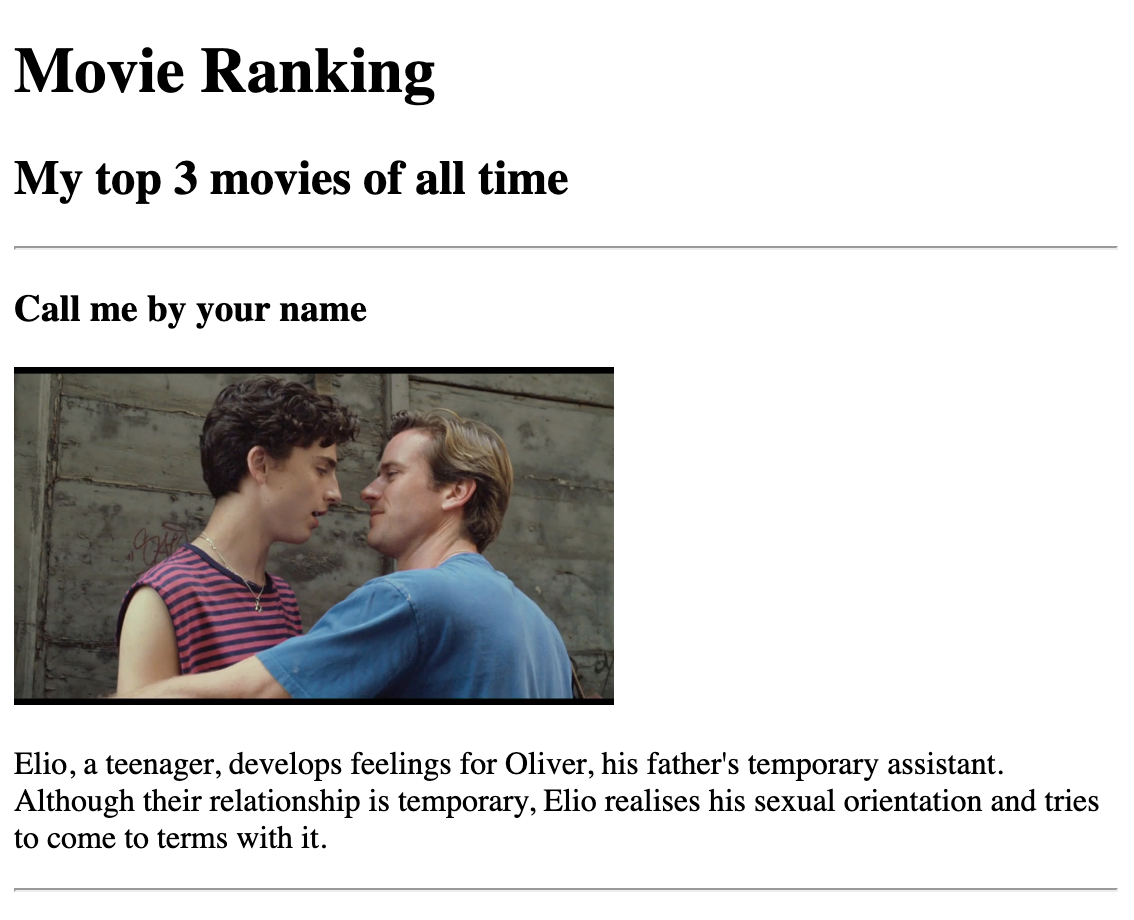 Movie Ranking
My top 3 movies of all time
Call me by your name
Elio, a teenager, develops feelings for Oliver, his father's temporary assistant.
Although their relationship is temporary, Elio realises his sexual orientation and tries
to come to terms with it.